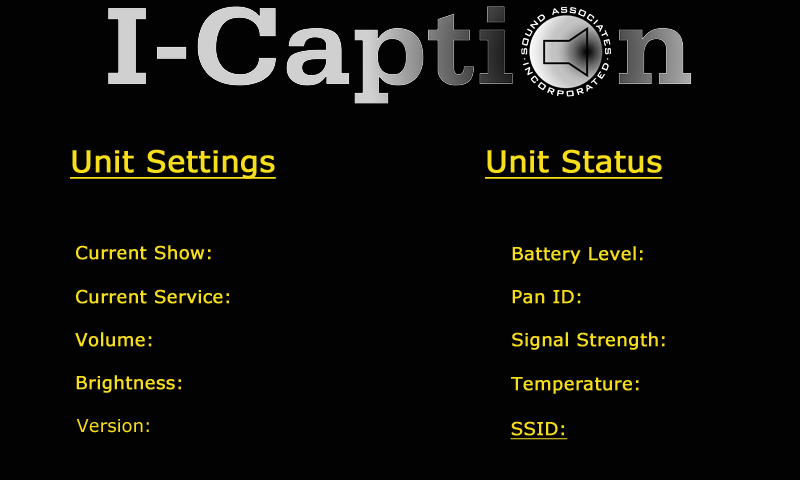 I-Caption
SOUND ASSOCIATES
INCORPORATED
Unit Settings
Current Show:
Current Service:
Volume:
Brightness:
Version:
Unit Status
Battery Level:
Pan ID:
Signal Strength:
Temperature:
SSID: